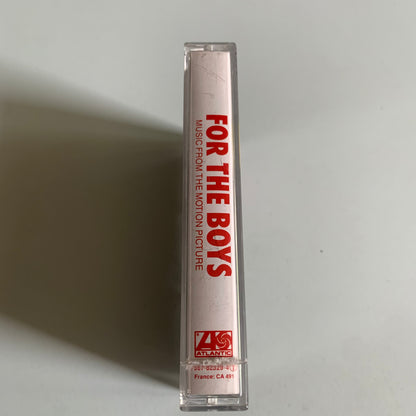 FOR THE BOYS
MUSIC FROM THE MOTION PICTURE
ATLANTIC
France: CA 491